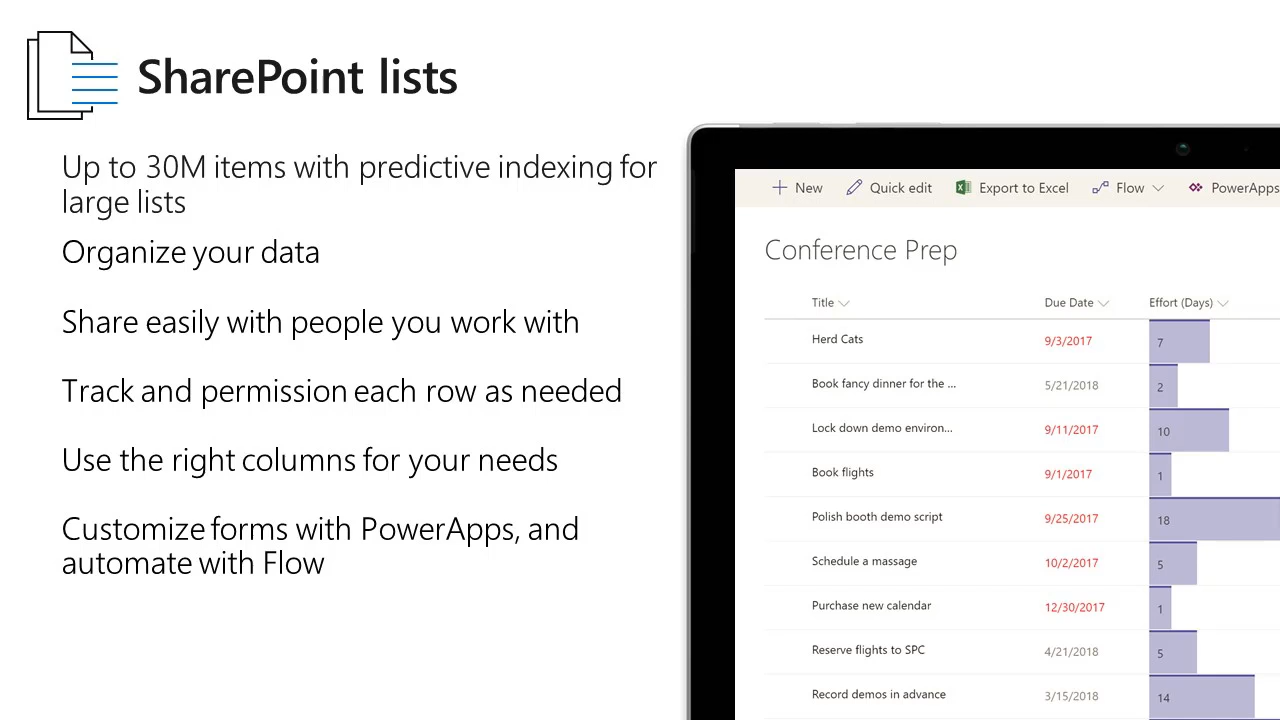 SharePoint lists
Up to 30M items with predictive indexing for
large lists
Organize your data
Share easily with people you work with
Track and permission each row as needed
Use the right columns for your needs
Customize forms with PowerApps, and
automate with Flow
New Quick edit Export to Excel Flow PowerApps
Conference Prep
Title Due Date Effort (Days)
Herd Cats 9/3/2017 7
Book fancy dinner for the ... 5/21/2018 2
Lock down demo environ... 9/11/2017 10
Book flights 9/1/2017 1
Polish booth demo script 9/25/2017 18
Schedule a massage 10/2/2017 5
Purchase new calendar 12/30/2017 1
Reserve flights to SPC 4/21/2018 5
Record demos in advance 3/15/2018 14